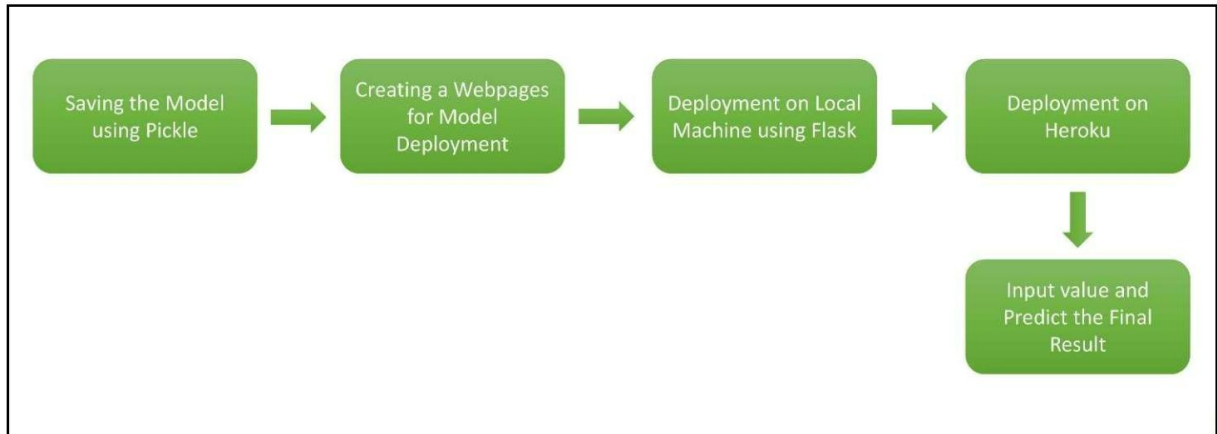 Saving the Model
using Pickle
Creating a Webpages
for Model
Deployment
Deployment on Local
Machine using Flask
Deployment on
Heroku
Input value and
Predict the Final
Result